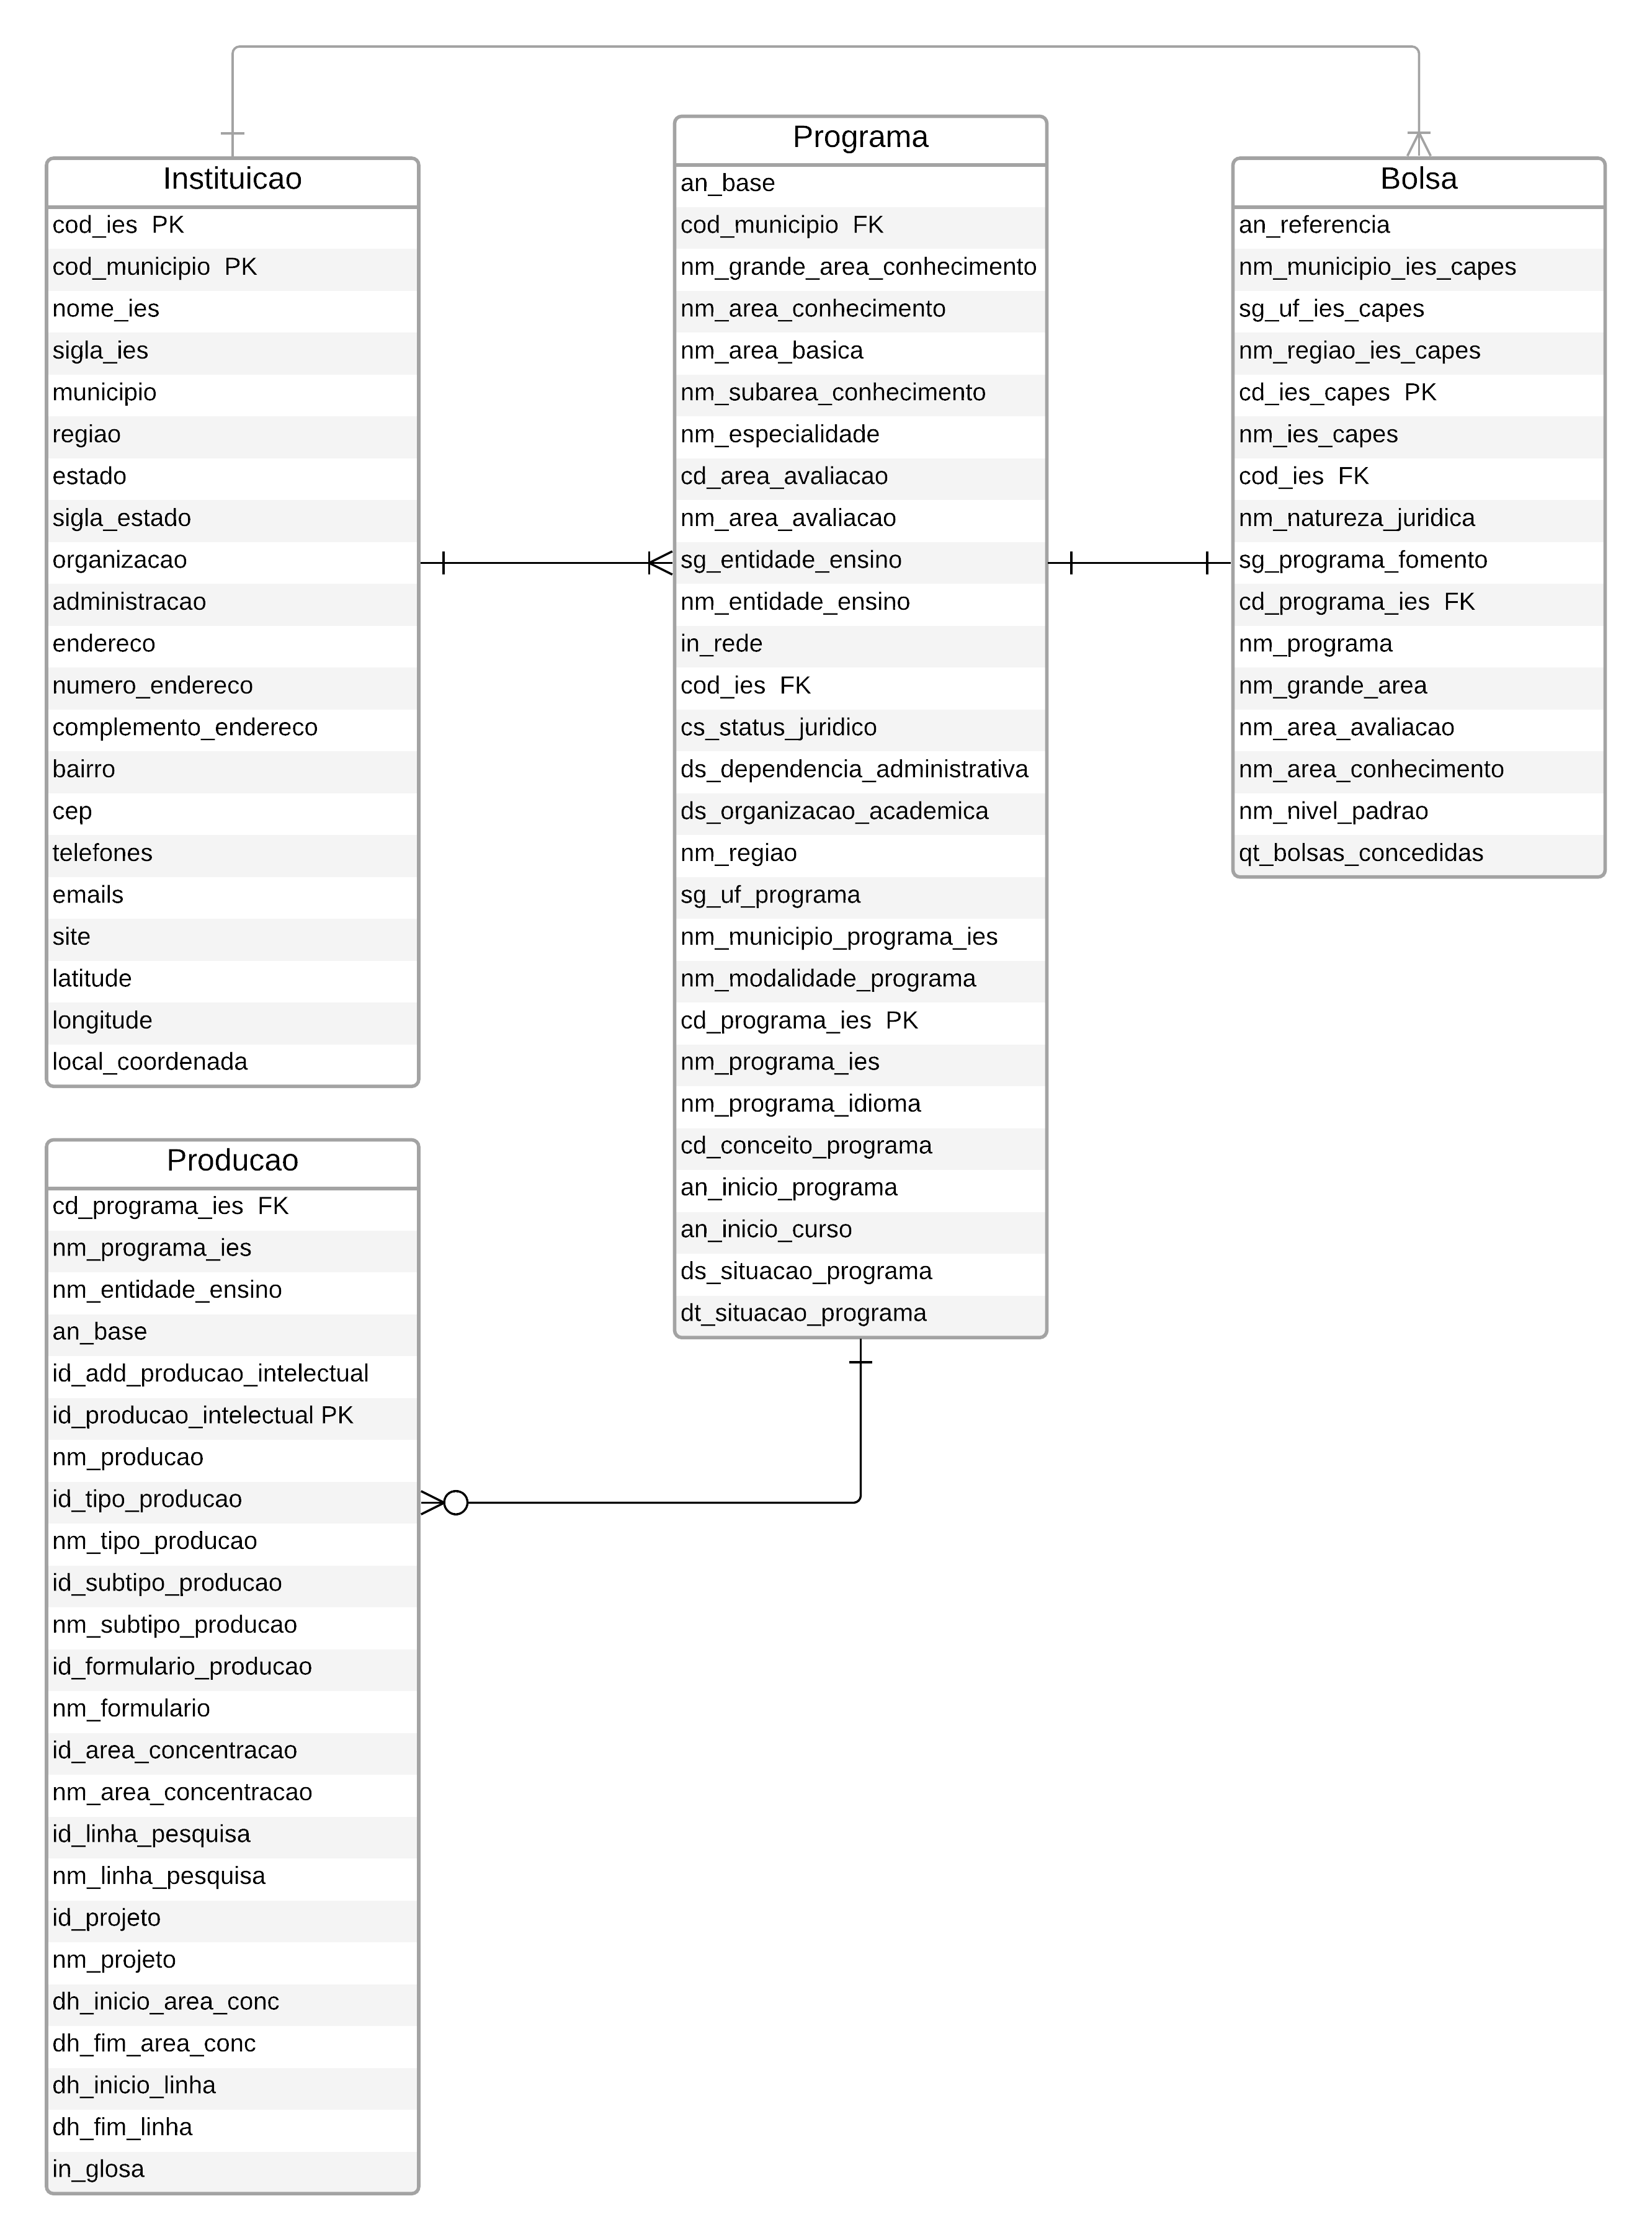 Instituicao
cod_ies PK
cod_municipio PK
nome_ies
sigla_ies
municipio
regiao
estado
sigla_estado
organizacao
administracao
endereco
numero_endereco
complemento_endereco
bairro
cep
telefones
emails
site
latitude
longitude
local_coordenada
Programa
an_base
cod_municipio FK
nm_grande_area_conhecimento
nm_area_conhecimento
nm_area_basica
nm_subarea_conhecimento
nm_especialidade
cd_area_avaliacao
nm_area_avaliacao
sg_entidade_ensino
nm_entidade_ensino
in_rede
cod_ies FK
cs_status_juridico
ds_dependencia_administrativa
ds_organizacao_academica
nm_regiao
sg_uf_programa
nm_municipio_programa_ies
nm_modalidade_programa
cd_programa_ies PK
nm_programa_ies
nm_programa_idioma
cd_conceito_programa
an_inicio_programa
an_inicio_curso
ds_situacao_programa
dt_situacao_programa
Bolsa
an_referencia
nm_municipio_ies_capes
sg_uf_ies_capes
nm_regiao_ies_capes
cd_ies_capes PK
nm_ies_capes
cod_ies FK
nm_natureza_juridica
sg_programa_fomento
cd_programa_ies FK
nm_programa
nm_grande_area
nm_area_avaliacao
nm_area_conhecimento
nm_nivel_padrao
qt_bolsas_concedidas
Producao
cd_programa_ies FK
nm_programa_ies
nm_entidade_ensino
an_base
id_add_producao_intelectual
id_producao_intelectual PK
nm_producao
id_tipo_producao
nm_tipo_producao
id_subtipo_producao
nm_subtipo_producao
id_formulario_producao
nm_formulario
id_area_concentracao
nm_area_concentracao
id_linha_pesquisa
nm_linha_pesquisa
id_projeto
nm_projeto
dh_inicio_area_conc
dh_fim_area_conc
dh_inicio_linha
dh_fim_linha
in_glosa